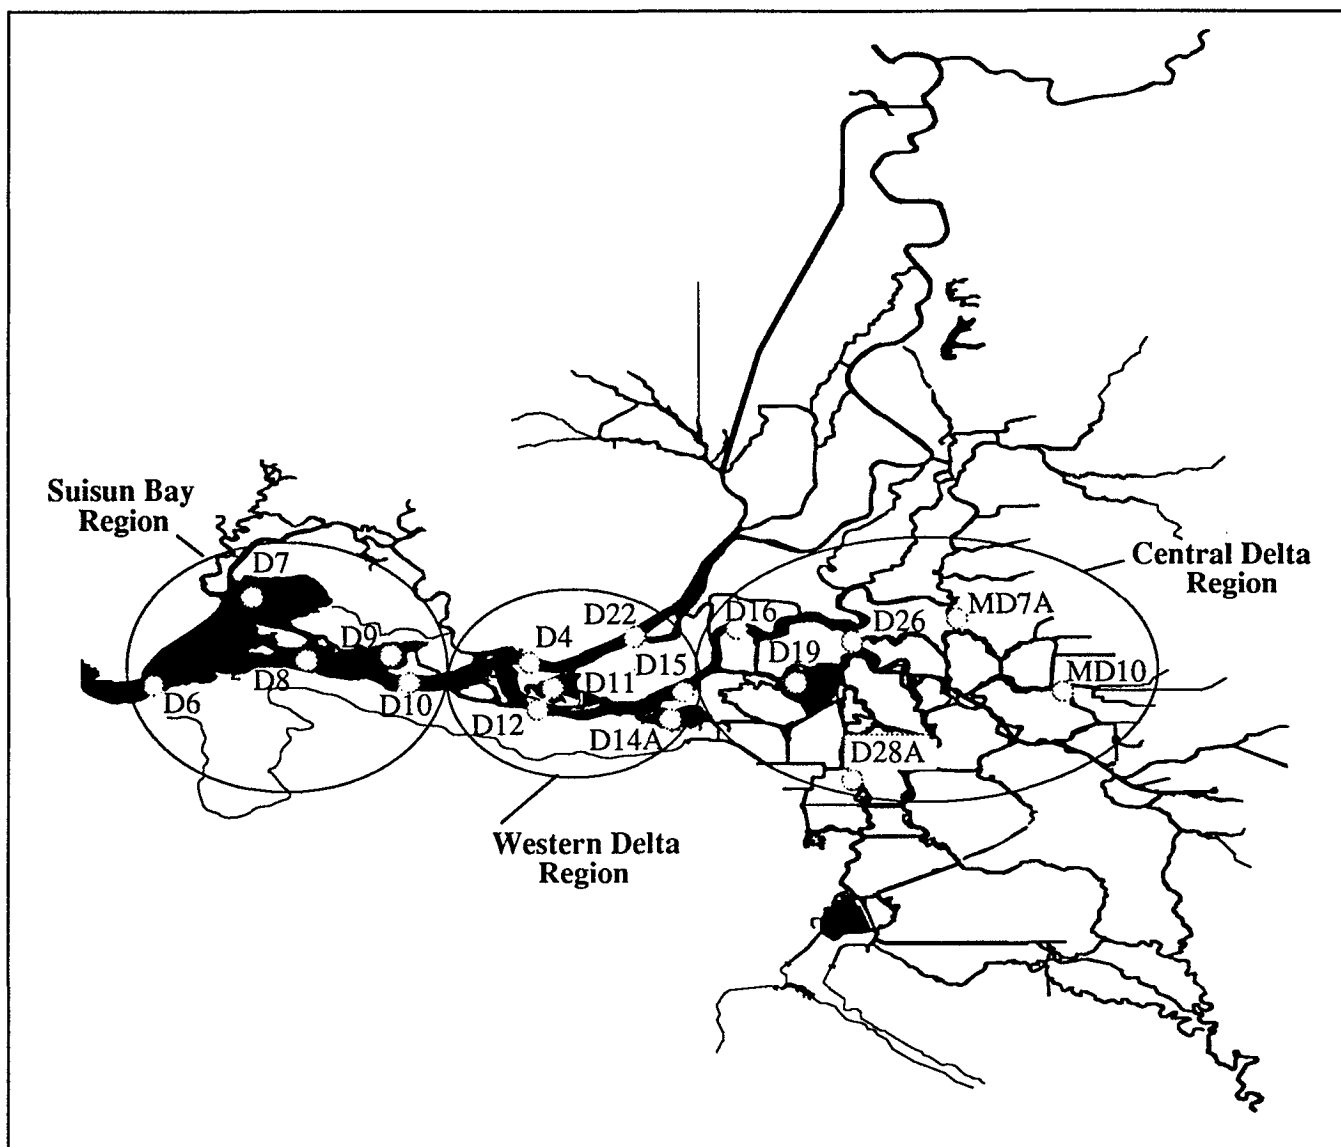 Suisun Bay
Region
Central Delta
Region
D7
MD7A
D16
D26
D22
D9
D4
D15
D19
D8
D11
MD10
D6
D10
D12
D14A
D28A
Western Delta
Region